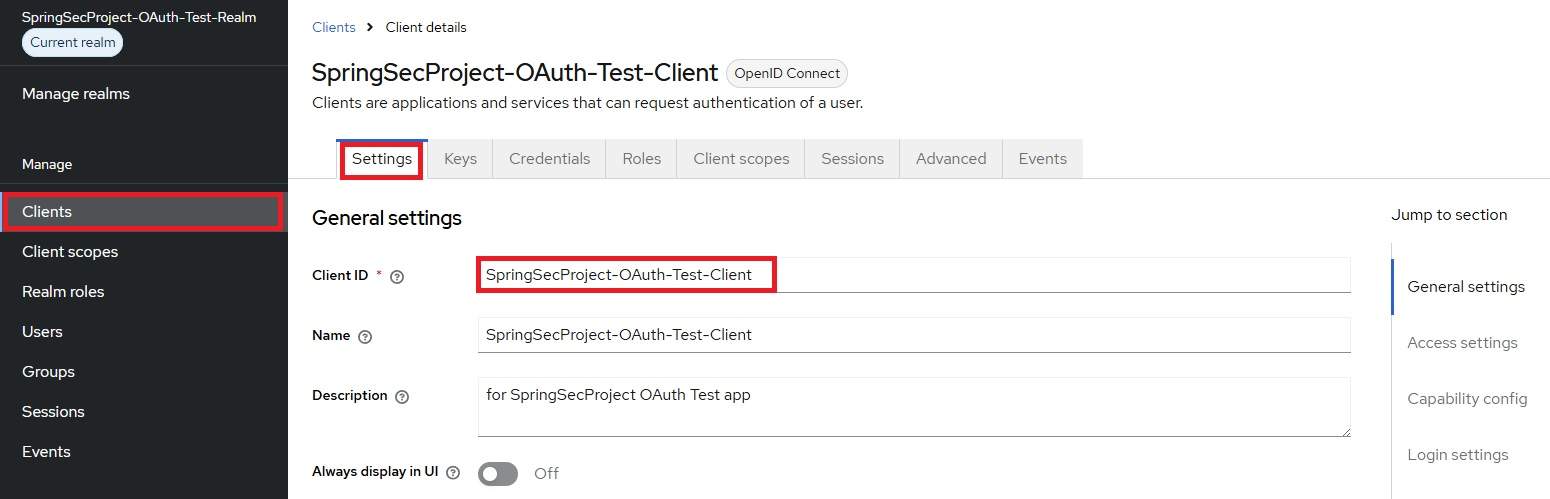 SpringSecProject-OAuth-Test-Realm
Current realm
Manage realms
Manage
Clients
Client scopes
Realm roles
Users
Groups
Sessions
Events
Clients > Client details
SpringSecProject-OAuth-Test-Client OpenID Connect
Clients are applications and services that can request authentication of a user.
Settings Keys Credentials Roles Client scopes Sessions Advanced Events
General settings
Client ID * ? SpringSecProject-OAuth-Test-Client
Name ? SpringSecProject-OAuth-Test-Client
Description ? for SpringSecProject OAuth Test app
Always display in UI ? Off
Jump to section
General settings
Access settings
Capability config
Login settings